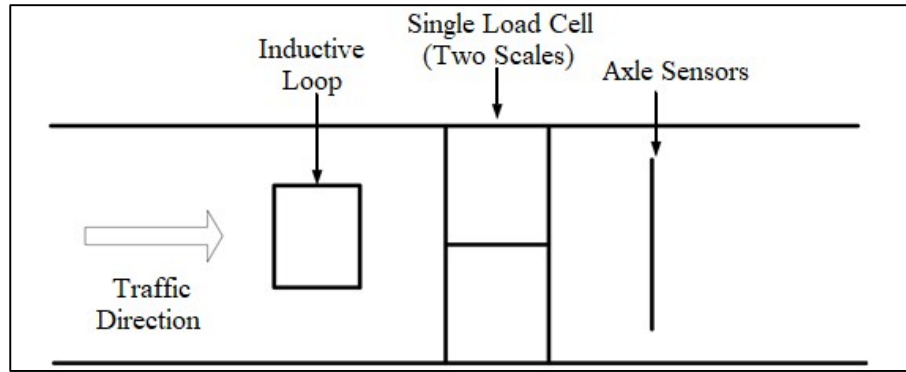 Inductive
Loop
Single Load Cell
(Two Scales)
Axle Sensors
Traffic
Direction